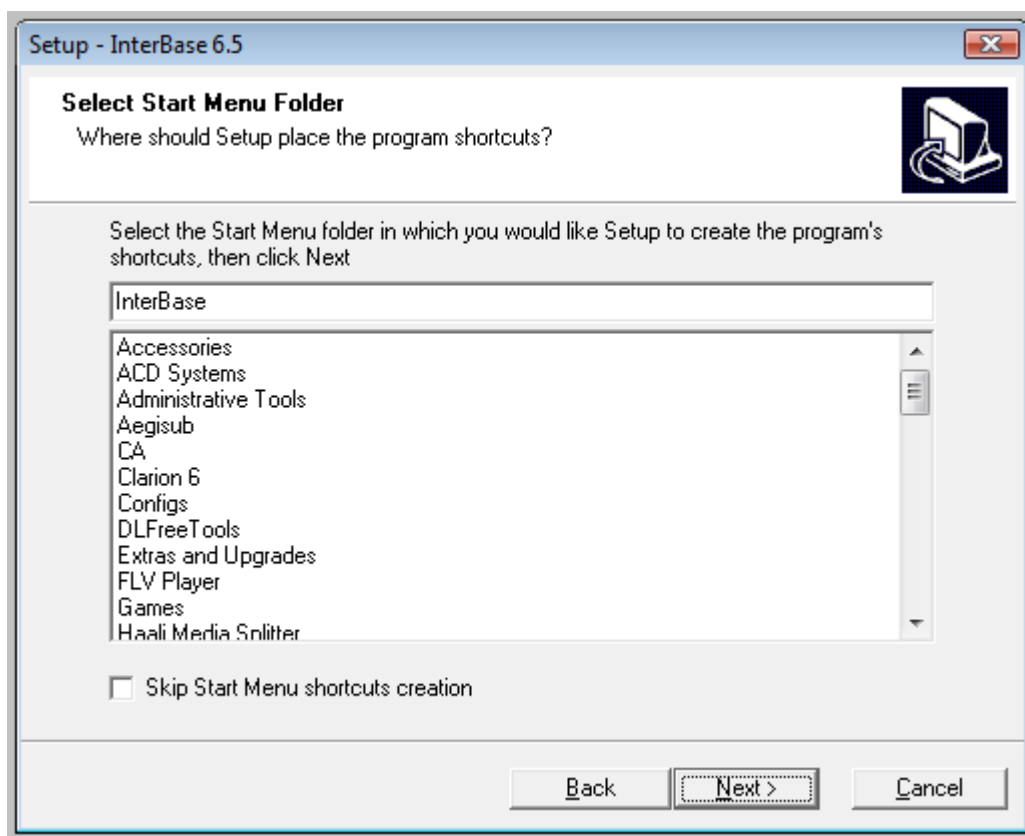 Setup - InterBase 6.5
Select Start Menu Folder
Where should Setup place the program shortcuts?
Select the Start Menu folder in which you would like Setup to create the program's
shortcuts, then click Next
InterBase
Accessories
ACD Systems
Administrative Tools
Aegisub
CA
Clarion 6
Configs
DLFreeTools
Extras and Upgrades
FLV Player
Games
Haali Media Splitter
Skip Start Menu shortcuts creation
Back Next > Cancel